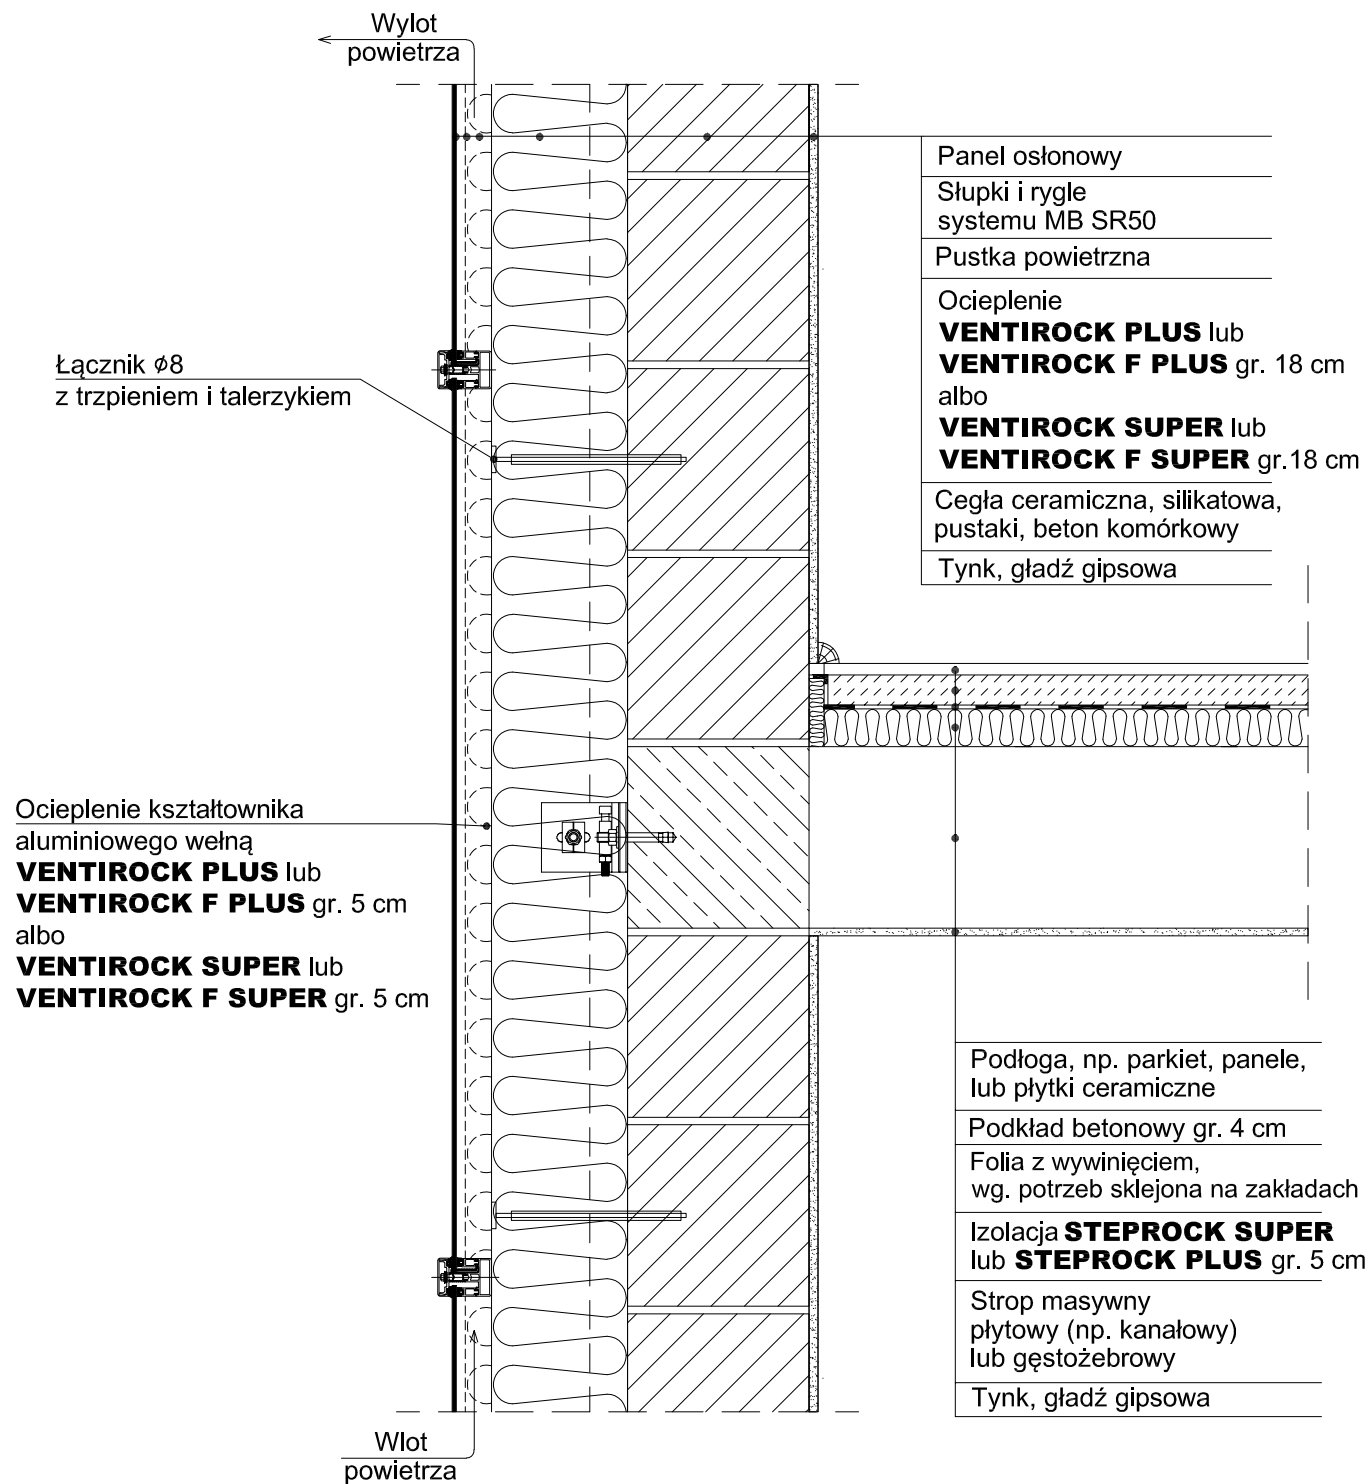 Wylot
powietrza
Panel osłonowy
Słupki i rygle
systemu MB SR50
Pustka powietrzna
Ocieplenie
VENTIROCK PLUS lub
VENTIROCK F PLUS gr. 18 cm
albo
VENTIROCK SUPER lub
VENTIROCK F SUPER gr.18 cm
Cegła ceramiczna, silikatowa,
pustaki, beton komórkowy
Tynk, gładź gipsowa
Łącznik ϕ8
z trzpieniem i talerzykiem
Ocieplenie kształtownika
aluminiowego wełną
VENTIROCK PLUS lub
VENTIROCK F PLUS gr. 5 cm
albo
VENTIROCK SUPER lub
VENTIROCK F SUPER gr. 5 cm
Podłoga, np. parkiet, panele,
lub płytki ceramiczne
Podkład betonowy gr. 4 cm
Folia z wywinięciem,
wg. potrzeb sklejona na zakładach
Izolacja STEPROCK SUPER
lub STEPROCK PLUS gr. 5 cm
Strop masywny
płytowy (np. kanałowy)
lub gęstożebrowy
Tynk, gładź gipsowa
Wlot
powietrza